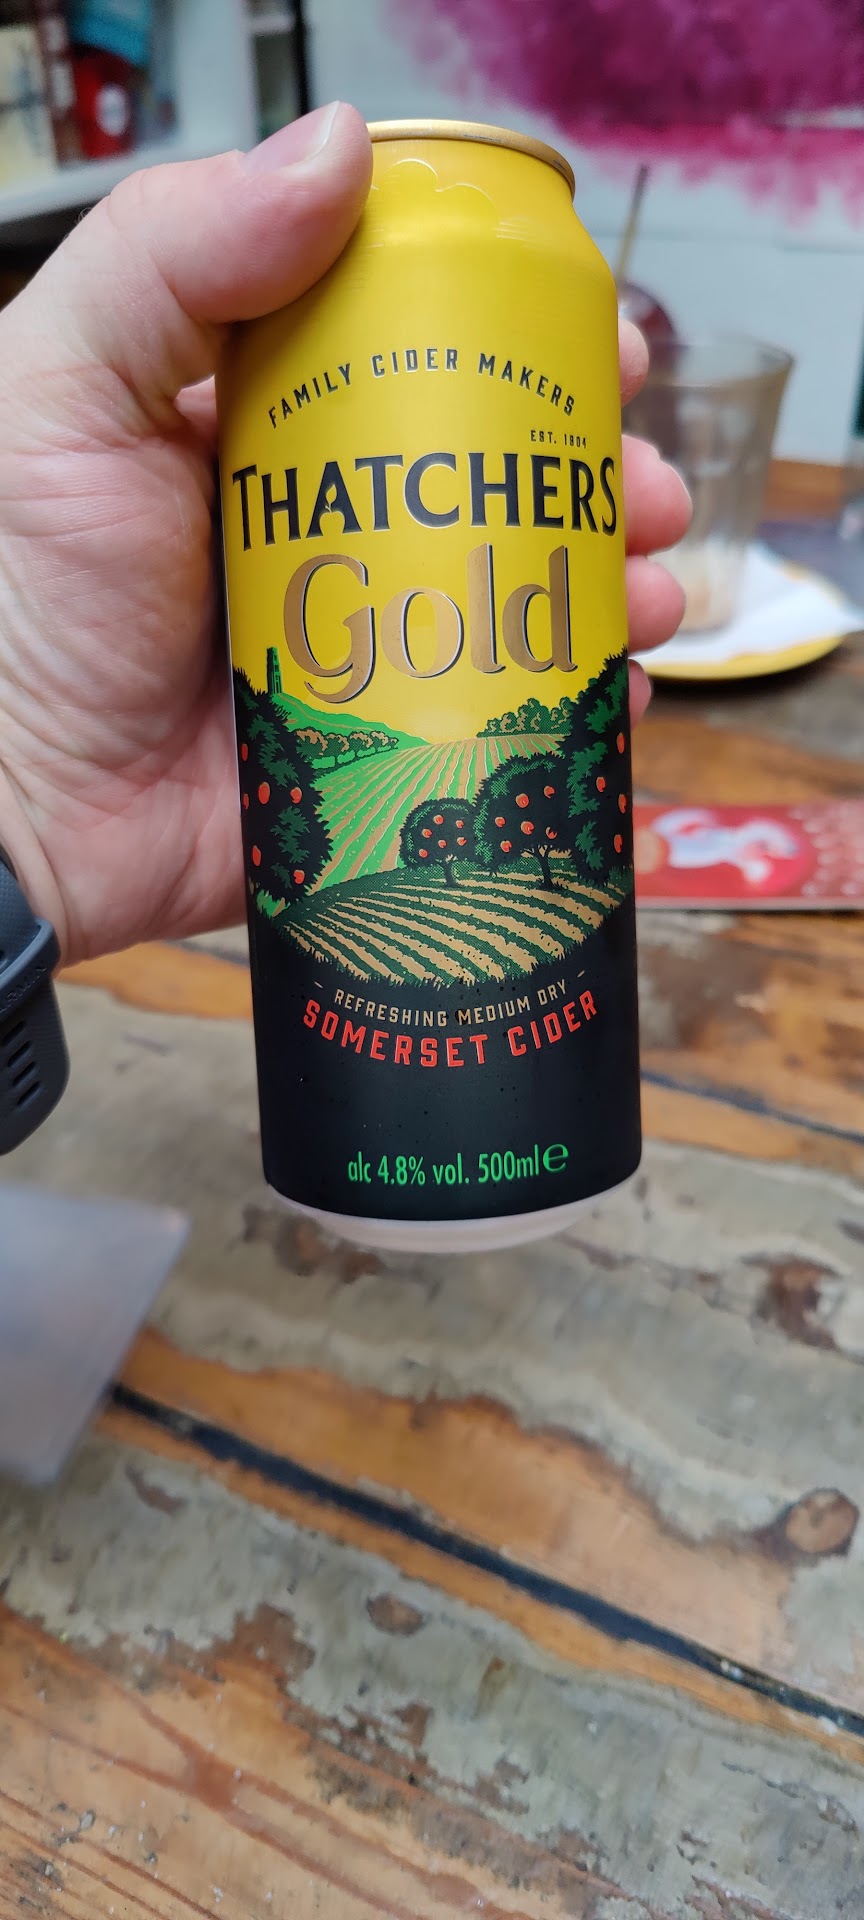 FAMILY CIDER MAKERS
EST. 1904
THATCHERS
Gold
- REFRESHING MEDIUM DRY -
SOMERSET CIDER
alc 4.8% vol. 500ml e